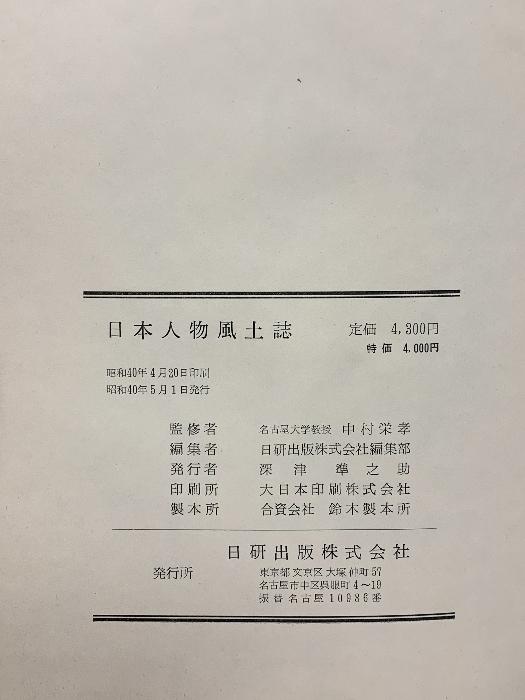 日本人物風土誌 定価 4,300円
特価 4,000円
昭和40年4月20日印刷
昭和40年5月1日発行
監修者 名古屋大学教授 中村栄孝
編集者 日研出版株式会社編集部
発行者 深津準之助
印刷所 大日本印刷株式会社
製本所 合資会社 鈴木製本所
日研出版株式会社
発行所 東京都文京区大塚仲町57
名古屋市中区呉服町4〜19
振替名古屋10986番